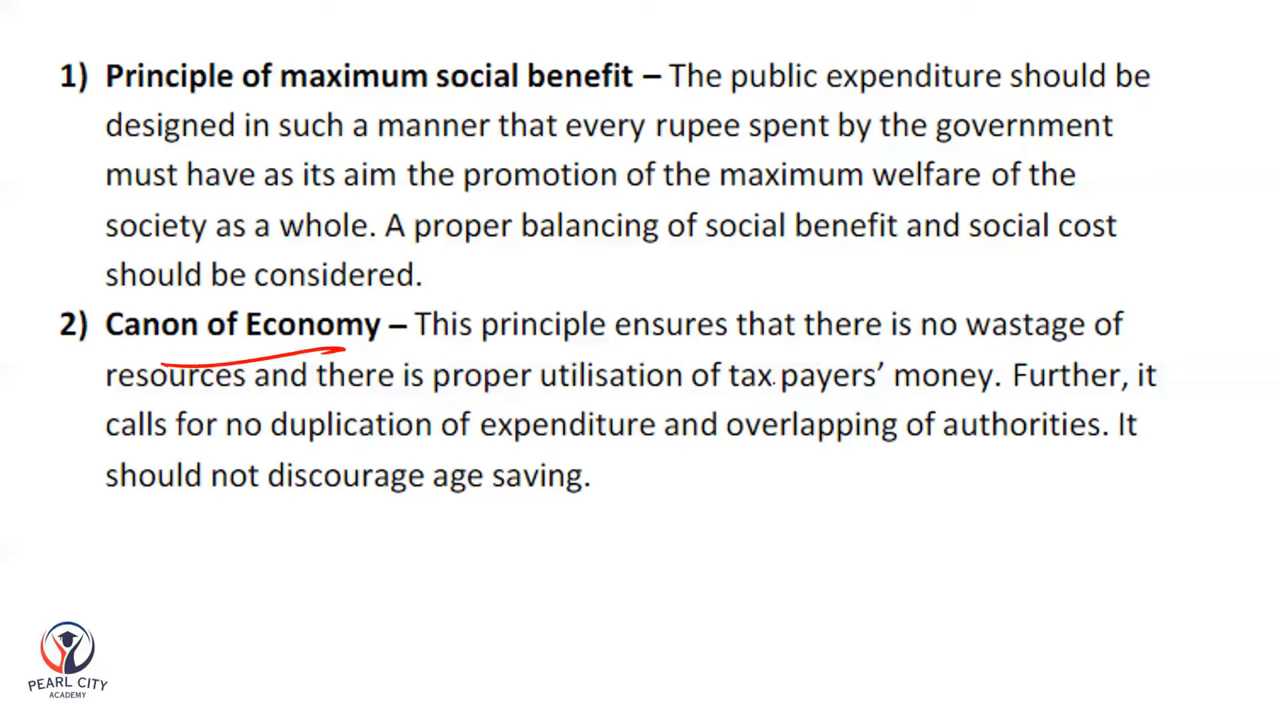 1) Principle of maximum social benefit – The public expenditure should be
designed in such a manner that every rupee spent by the government
must have as its aim the promotion of the maximum welfare of the
society as a whole. A proper balancing of social benefit and social cost
should be considered.
2) Canon of Economy – This principle ensures that there is no wastage of
resources and there is proper utilisation of tax payers’ money. Further, it
calls for no duplication of expenditure and overlapping of authorities. It
should not discourage age saving.
PEARL CITY
ACADEMY